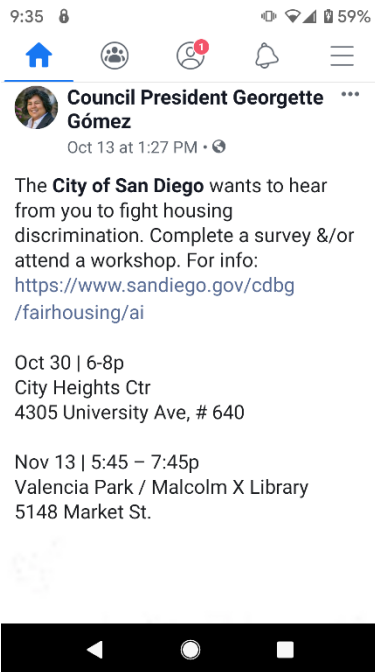 9:35 59%
1
Council President Georgette
Gómez
Oct 13 at 1:27 PM •
The City of San Diego wants to hear
from you to fight housing
discrimination. Complete a survey &/or
attend a workshop. For info:
https://www.sandiego.gov/cdbg
/fairhousing/ai
Oct 30 | 6-8p
City Heights Ctr
4305 University Ave, # 640
Nov 13 | 5:45 – 7:45p
Valencia Park / Malcolm X Library
5148 Market St.